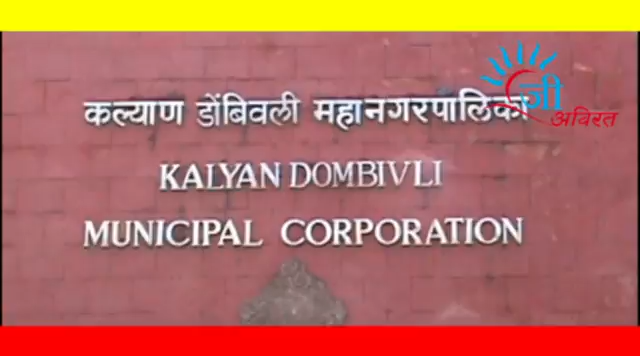 कल्याण डोंबिवली महानगरपालिका
जी
अविरत
KALYAN DOMBIVLI
MUNICIPAL CORPORATION